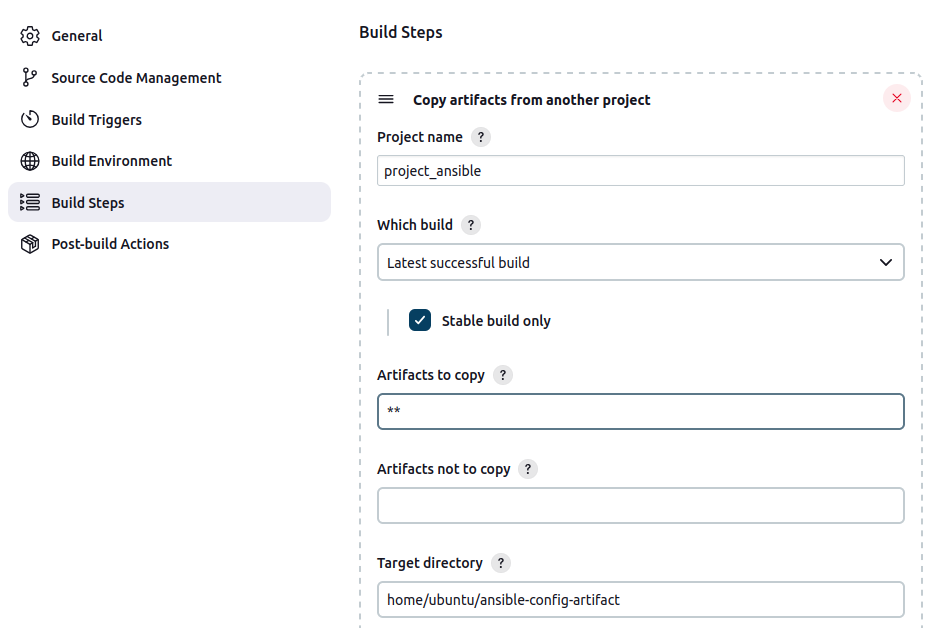 General
Source Code Management
Build Triggers
Build Environment
Build Steps
Post-build Actions
Build Steps
Copy artifacts from another project
Project name ?
project_ansible
Which build ?
Latest successful build
Stable build only
Artifacts to copy ?
**
Artifacts not to copy ?
Target directory ?
home/ubuntu/ansible-config-artifact